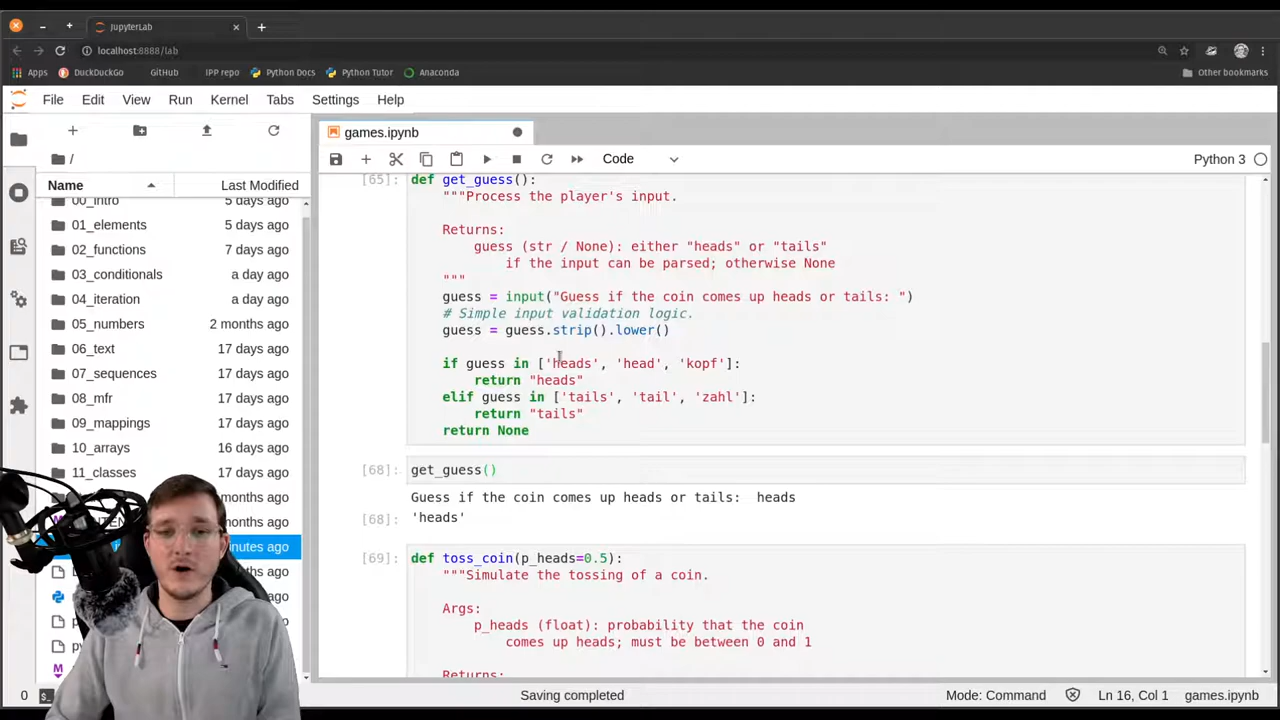 JupyterLab
localhost:8888/lab
Apps DuckDuckGo GitHub IPP repo Python Docs Python Tutor Anaconda Other bookmarks
File Edit View Run Kernel Tabs Settings Help
games.ipynb
/
Code
Python 3
Name Last Modified
00_intro 5 days ago
01_elements 5 days ago
02_functions 7 days ago
03_conditionals a day ago
04_iteration a day ago
05_numbers 2 months ago
06_text 17 days ago
07_sequences 17 days ago
08_mfr 17 days ago
09_mappings 17 days ago
10_arrays 16 days ago
11_classes 17 days ago
ago
ago
ago
ago
ago
ago
ago
ago
[65]: def get_guess():
"""Process the player's input.
Returns:
guess (str / None): either "heads" or "tails"
if the input can be parsed; otherwise None
"""
guess = input("Guess if the coin comes up heads or tails: ")
# Simple input validation logic.
guess = guess.strip().lower()
if guess in ['heads', 'head', 'kopf']:
return "heads"
elif guess in ['tails', 'tail', 'zahl']:
return "tails"
return None
[68]: get_guess()
Guess if the coin comes up heads or tails: heads
[68]: 'heads'
[69]: def toss_coin(p_heads=0.5):
"""Simulate the tossing of a coin.
Args:
p_heads (float): probability that the coin
comes up heads; must be between 0 and 1
Returns:
0 $_ Saving completed Mode: Command Ln 16, Col 1 games.ipynb